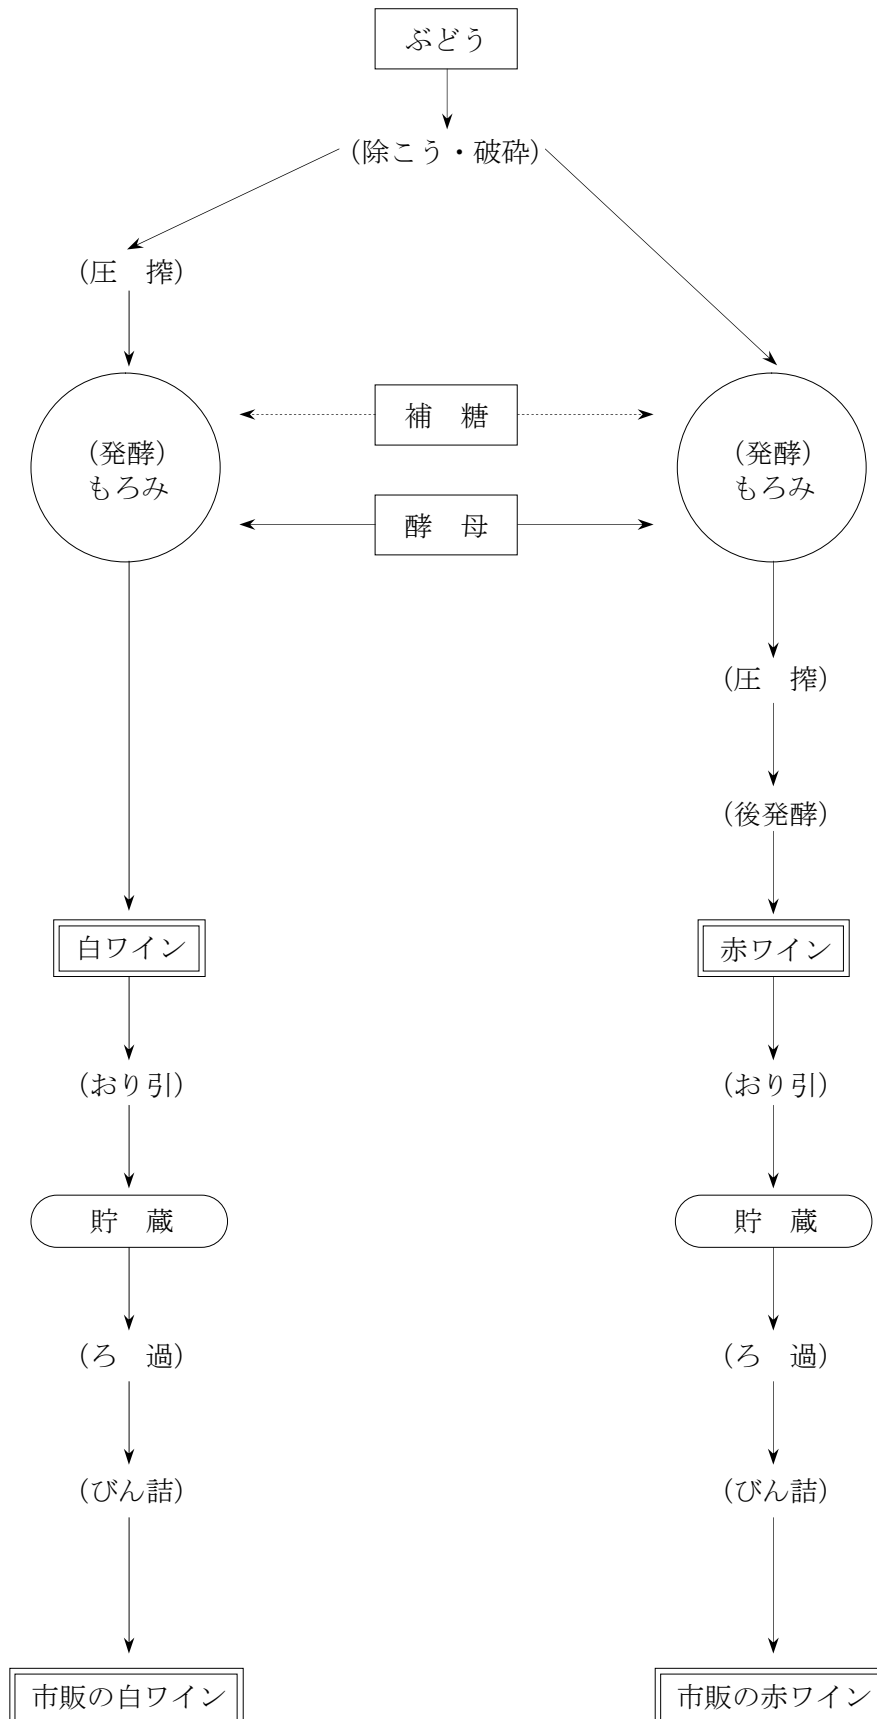 ぶどう
(除こう・破砕)
(圧　搾)
補　糖
(発酵)
もろみ
(発酵)
もろみ
酵　母
(圧　搾)
(後発酵)
白ワイン
赤ワイン
(おり引)
(おり引)
貯　蔵
貯　蔵
(ろ　過)
(ろ　過)
(びん詰)
(びん詰)
市販の白ワイン
市販の赤ワイン